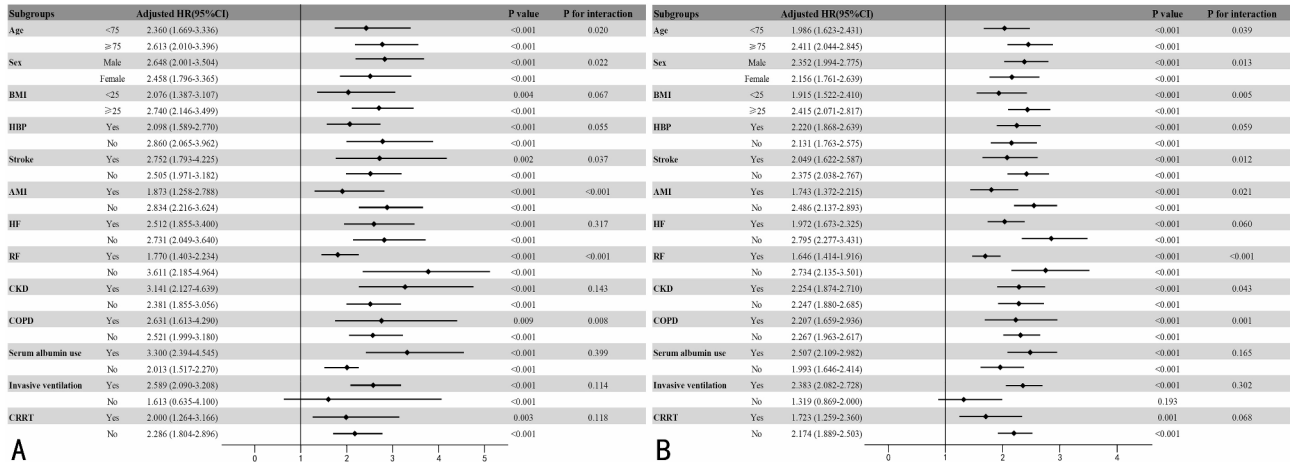 Subgroups Adjusted HR(95%CI) P value P for interaction
Age <75 2.360 (1.669-3.336) <0.001 0.020
≥75 2.613 (2.010-3.396) <0.001
Sex Male 2.648 (2.001-3.504) <0.001 0.022
Female 2.458 (1.796-3.365) <0.001
BMI <25 2.076 (1.387-3.107) 0.004 0.067
≥25 2.740 (2.146-3.499) <0.001
HBP Yes 2.098 (1.589-2.770) <0.001 0.055
No 2.860 (2.065-3.962) <0.001
Stroke Yes 2.752 (1.793-4.225) 0.002 0.037
No 2.505 (1.971-3.182) <0.001
AMI Yes 1.873 (1.258-2.788) <0.001 <0.001
No 2.834 (2.216-3.624) <0.001
HF Yes 2.512 (1.855-3.400) <0.001 0.317
No 2.731 (2.049-3.640) <0.001
RF Yes 1.770 (1.403-2.234) <0.001 <0.001
No 3.611 (2.185-4.964) <0.001
CKD Yes 3.141 (2.127-4.639) <0.001 0.143
No 2.381 (1.855-3.056) <0.001
COPD Yes 2.631 (1.613-4.290) 0.009 0.008
No 2.521 (1.999-3.180) <0.001
Serum albumin use Yes 3.300 (2.394-4.545) <0.001 0.399
No 2.013 (1.517-2.270) <0.001
Invasive ventilation Yes 2.589 (2.090-3.208) <0.001 0.114
No 1.613 (0.635-4.100) <0.001
CRRT Yes 2.000 (1.264-3.166) 0.003 0.118
No 2.286 (1.804-2.896) <0.001
0 1 2 3 4 5
A
Subgroups Adjusted HR(95%CI) P value P for interaction
Age <75 1.986 (1.623-2.431) <0.001 0.039
≥75 2.411 (2.044-2.845) <0.001
Sex Male 2.352 (1.994-2.775) <0.001 0.013
Female 2.156 (1.761-2.639) <0.001
BMI <25 1.915 (1.522-2.410) <0.001 0.005
≥25 2.415 (2.071-2.817) <0.001
HBP Yes 2.220 (1.868-2.639) <0.001 0.059
No 2.131 (1.763-2.575) <0.001
Stroke Yes 2.049 (1.622-2.587) <0.001 0.012
No 2.375 (2.038-2.767) <0.001
AMI Yes 1.743 (1.372-2.215) <0.001 0.021
No 2.486 (2.137-2.893) <0.001
HF Yes 1.972 (1.673-2.325) <0.001 0.060
No 2.795 (2.277-3.431) <0.001
RF Yes 1.646 (1.414-1.916) <0.001 <0.001
No 2.734 (2.135-3.501) <0.001
CKD Yes 2.254 (1.874-2.710) <0.001 0.043
No 2.247 (1.880-2.685) <0.001
COPD Yes 2.207 (1.659-2.936) <0.001 0.001
No 2.267 (1.963-2.617) <0.001
Serum albumin use Yes 2.507 (2.109-2.982) <0.001 0.165
No 1.993 (1.646-2.414) <0.001
Invasive ventilation Yes 2.383 (2.082-2.728) <0.001 0.302
No 1.319 (0.869-2.000) 0.193
CRRT Yes 1.723 (1.259-2.360) 0.001 0.068
No 2.174 (1.889-2.503) <0.001
0 1 2 3 4
B